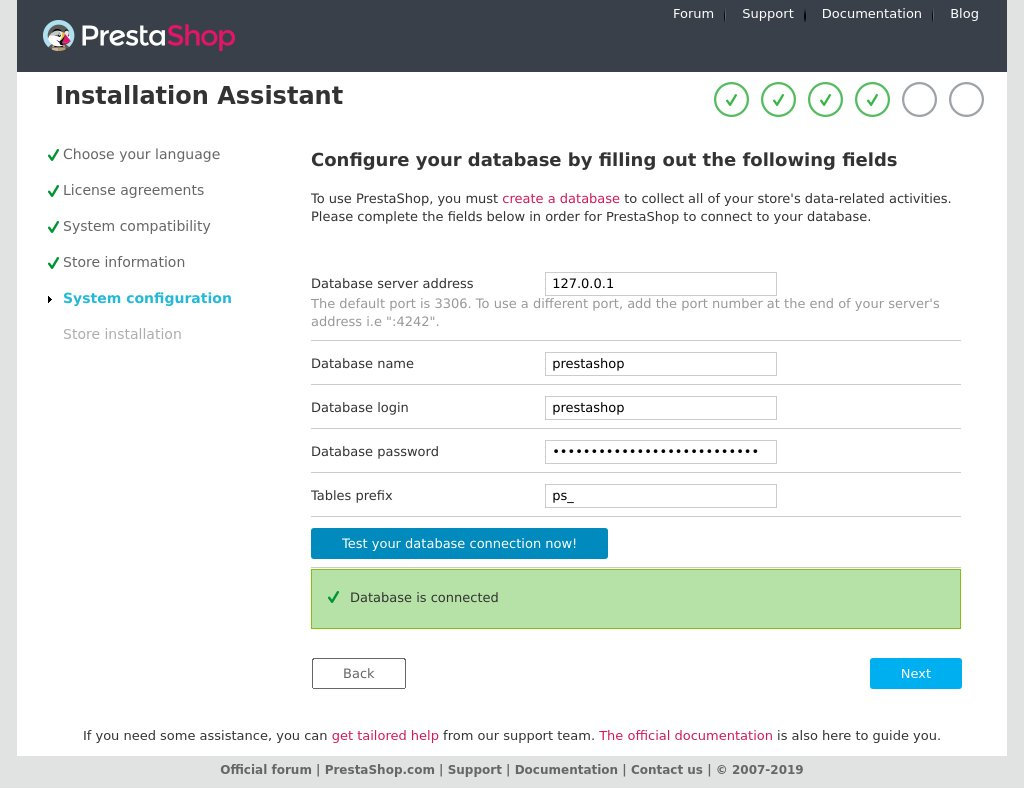 Forum | Support | Documentation | Blog
PrestaShop
Installation Assistant
Choose your language
License agreements
System compatibility
Store information
System configuration
Store installation
Configure your database by filling out the following fields
To use PrestaShop, you must create a database to collect all of your store's data-related activities.
Please complete the fields below in order for PrestaShop to connect to your database.
Database server address 127.0.0.1
The default port is 3306. To use a different port, add the port number at the end of your server's
address i.e ":4242".
Database name prestashop
Database login prestashop
Database password •••••••••••••••••••••••••••
Tables prefix ps_
Test your database connection now!
Database is connected
Back Next
If you need some assistance, you can get tailored help from our support team. The official documentation is also here to guide you.
Official forum | PrestaShop.com | Support | Documentation | Contact us | © 2007-2019